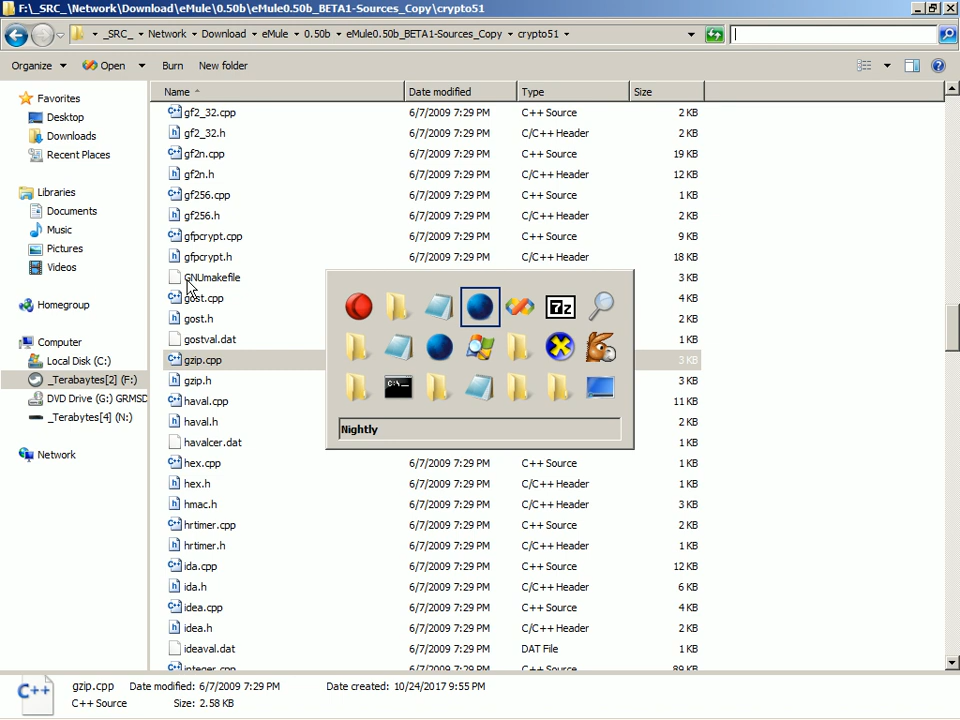 F:\_SRC_\Network\Download\eMule\0.50b\eMule0.50b_BETA1-Sources_Copy\crypto51
_SRC_ Network Download eMule 0.50b eMule0.50b_BETA1-Sources_Copy crypto51
Organize Open Burn New folder
Name Date modified Type Size
Favorites
Desktop
Downloads
Recent Places
Libraries
Documents
Music
Pictures
Videos
Homegroup
Computer
Local Disk (C:)
_Terabaytes[2] (F:)
DVD Drive (G:) GRMSD
_Terabytes[4] (N:)
Network
gf2_32.cpp 6/7/2009 7:29 PM C++ Source 2 KB
gf2_32.h 6/7/2009 7:29 PM C/C++ Header 2 KB
gf2n.cpp 6/7/2009 7:29 PM C++ Source 19 KB
gf2n.h 6/7/2009 7:29 PM C/C++ Header 12 KB
gf256.cpp 6/7/2009 7:29 PM C++ Source 1 KB
gf256.h 6/7/2009 7:29 PM C/C++ Header 2 KB
gfpcrypt.cpp 6/7/2009 7:29 PM C++ Source 9 KB
gfpcrypt.h 6/7/2009 7:29 PM C/C++ Header 18 KB
GNUmakefile 3 KB
gost.cpp 4 KB
gost.h 2 KB
gostval.dat 1 KB
gzip.cpp 3 KB
gzip.h 3 KB
haval.cpp 11 KB
haval.h 2 KB
havalcer.dat 1 KB
hex.cpp 6/7/2009 7:29 PM C++ Source 1 KB
hex.h 6/7/2009 7:29 PM C/C++ Header 1 KB
hmac.h 6/7/2009 7:29 PM C/C++ Header 3 KB
hrtimer.cpp 6/7/2009 7:29 PM C++ Source 2 KB
hrtimer.h 6/7/2009 7:29 PM C/C++ Header 1 KB
ida.cpp 6/7/2009 7:29 PM C++ Source 12 KB
ida.h 6/7/2009 7:29 PM C/C++ Header 6 KB
idea.cpp 6/7/2009 7:29 PM C++ Source 4 KB
idea.h 6/7/2009 7:29 PM C/C++ Header 2 KB
ideaval.dat 6/7/2009 7:29 PM DAT File 1 KB
integer.cpp 6/7/2009 7:29 PM C++ Source 89 KB
7z
C:\_
Nightly
C++
gzip.cpp Date modified: 6/7/2009 7:29 PM Date created: 10/24/2017 9:55 PM
C++ Source Size: 2.58 KB